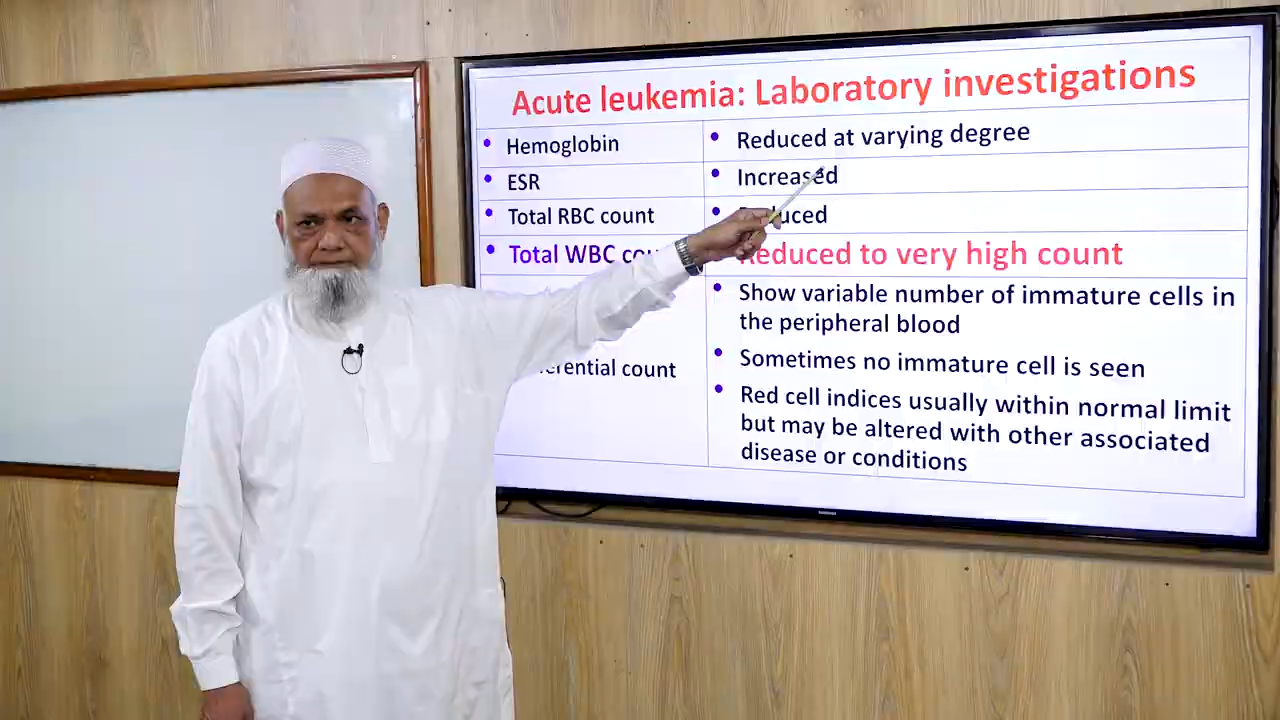 Acute leukemia: Laboratory investigations
• Hemoglobin
• Reduced at varying degree
• ESR
• Increased
• Total RBC count
• Reduced
• Total WBC
Reduced to very high count
count
• Show variable number of immature cells in
the peripheral blood
• Sometimes no immature cell is seen
• Red cell indices usually within normal limit
but may be altered with other associated
disease or conditions